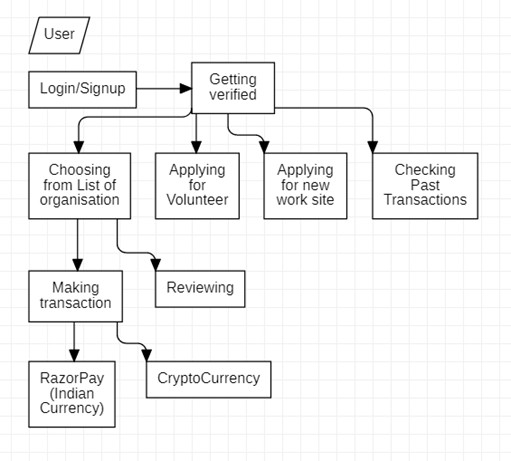 User
Login/Signup
Getting
verified
Choosing
from List of
organisation
Applying
for
Volunteer
Applying
for new
work site
Checking
Past
Transactions
Making
transaction
Reviewing
RazorPay
(Indian
Currency)
CryptoCurrency